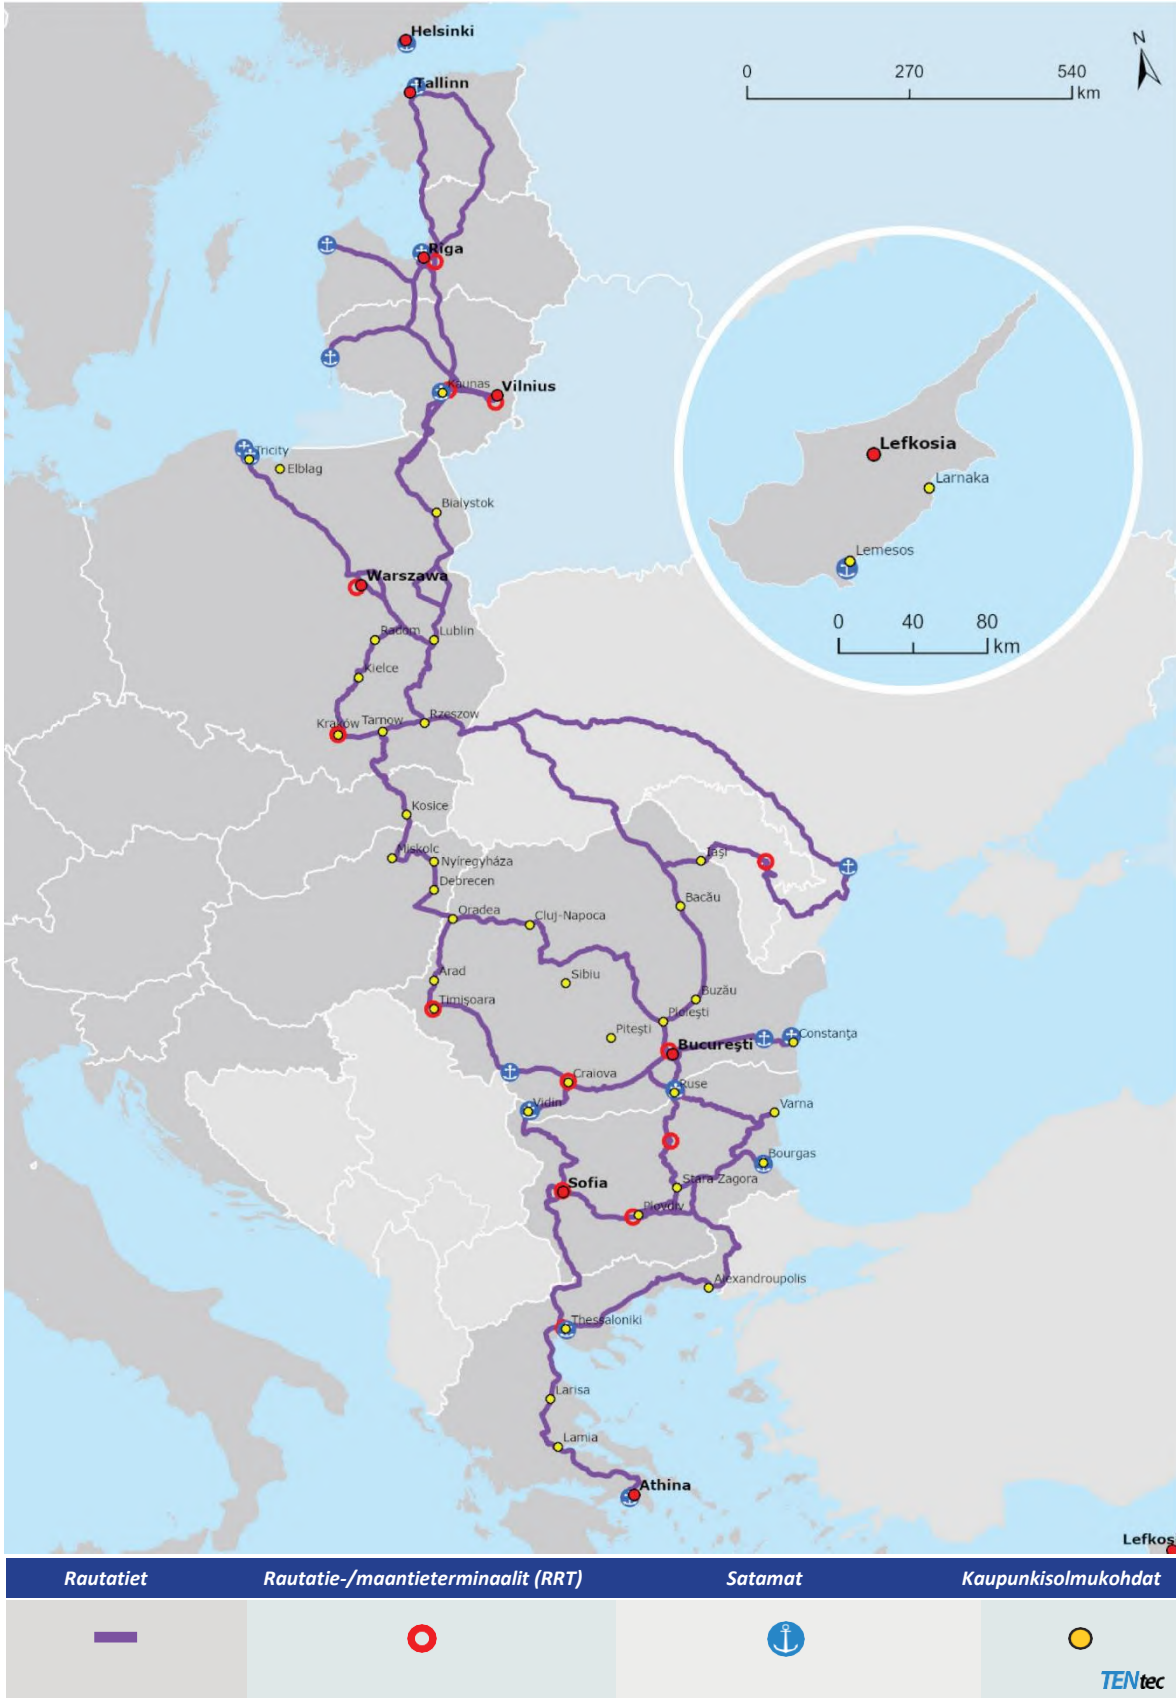 Helsinki
N
Tallinn
0 270 540
km
Riga
Kaunas
Vilnius
Lefkosia
Larnaka
Lemesos
0 40 80
km
Tricity
Elblag
Bialystok
Warszawa
Radom
Lublin
Kielce
Kraków
Tarnow
Rzeszow
Kosice
Miskolc
Nyíregyháza
Debrecen
Iaşi
Bacău
Oradea
Cluj-Napoca
Arad
Sibiu
Timişoara
Buzău
Ploieşti
Piteşti
Bucureşti
Constanţa
Craiova
Ruse
Vidin
Varna
Bourgas
Sofia
Stara Zagora
Plovdiv
Alexandroupolis
Thessaloniki
Larisa
Lamia
Athina
Lefkos
Rautatiet Rautatie-/maantieterminaalit (RRT) Satamat Kaupunkisolmukohdat
TENtec